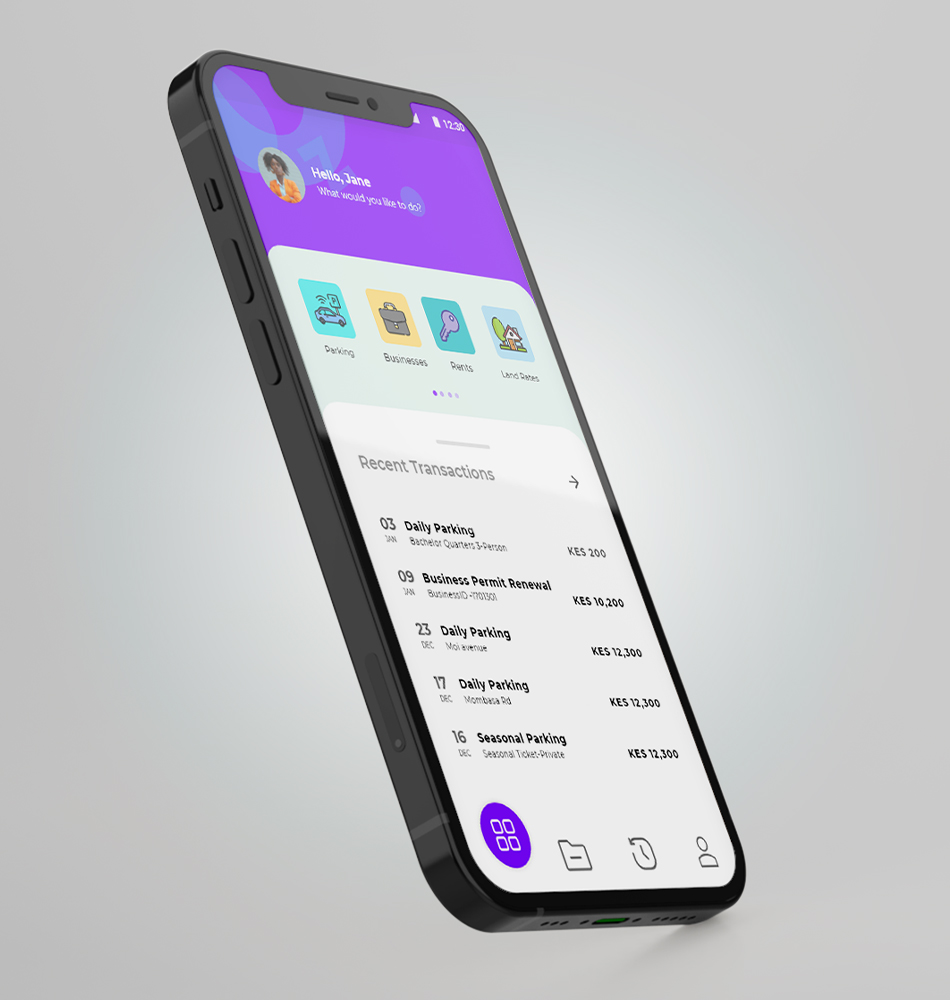 12:30
Hello, Jane
What would you like to do?
Parking
Businesses
Rents
Land Rates
Recent Transactions
03 Daily Parking
JAN Bachelor Quarters 3-Person
KES 200
09 Business Permit Renewal
JAN BusinessID -1701301
KES 10,200
23 Daily Parking
DEC Moi avenue
KES 12,300
17 Daily Parking
DEC Mombasa Rd
KES 12,300
16 Seasonal Parking
DEC Seasonal Ticket-Private
KES 12,300